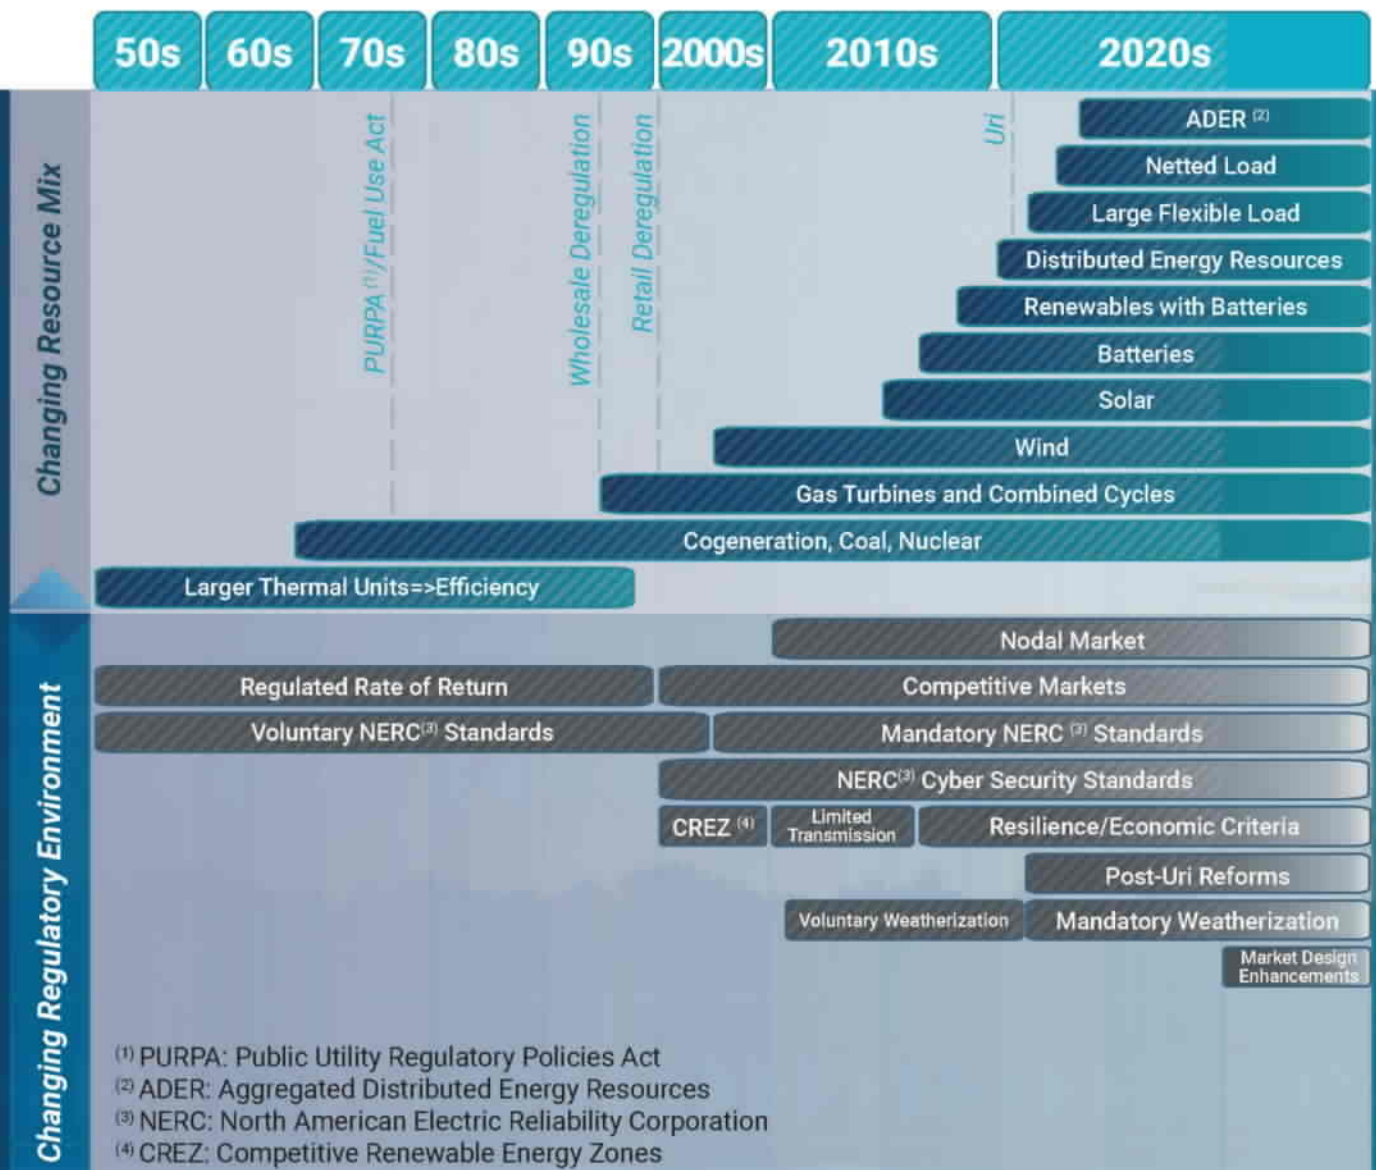 50s 60s 70s 80s 90s 2000s 2010s 2020s
Changing Resource Mix
PURPA (1)/Fuel Use Act
Wholesale Deregulation
Retail Deregulation
Uri
ADER (2)
Netted Load
Large Flexible Load
Distributed Energy Resources
Renewables with Batteries
Batteries
Solar
Wind
Gas Turbines and Combined Cycles
Cogeneration, Coal, Nuclear
Larger Thermal Units=>Efficiency
Changing Regulatory Environment
Nodal Market
Regulated Rate of Return
Competitive Markets
Voluntary NERC(3) Standards
Mandatory NERC (3) Standards
NERC(3) Cyber Security Standards
CREZ (4)
Limited
Transmission
Resilience/Economic Criteria
Post-Uri Reforms
Voluntary Weatherization
Mandatory Weatherization
Market Design
Enhancements
(1) PURPA: Public Utility Regulatory Policies Act
(2) ADER: Aggregated Distributed Energy Resources
(3) NERC: North American Electric Reliability Corporation
(4) CREZ: Competitive Renewable Energy Zones